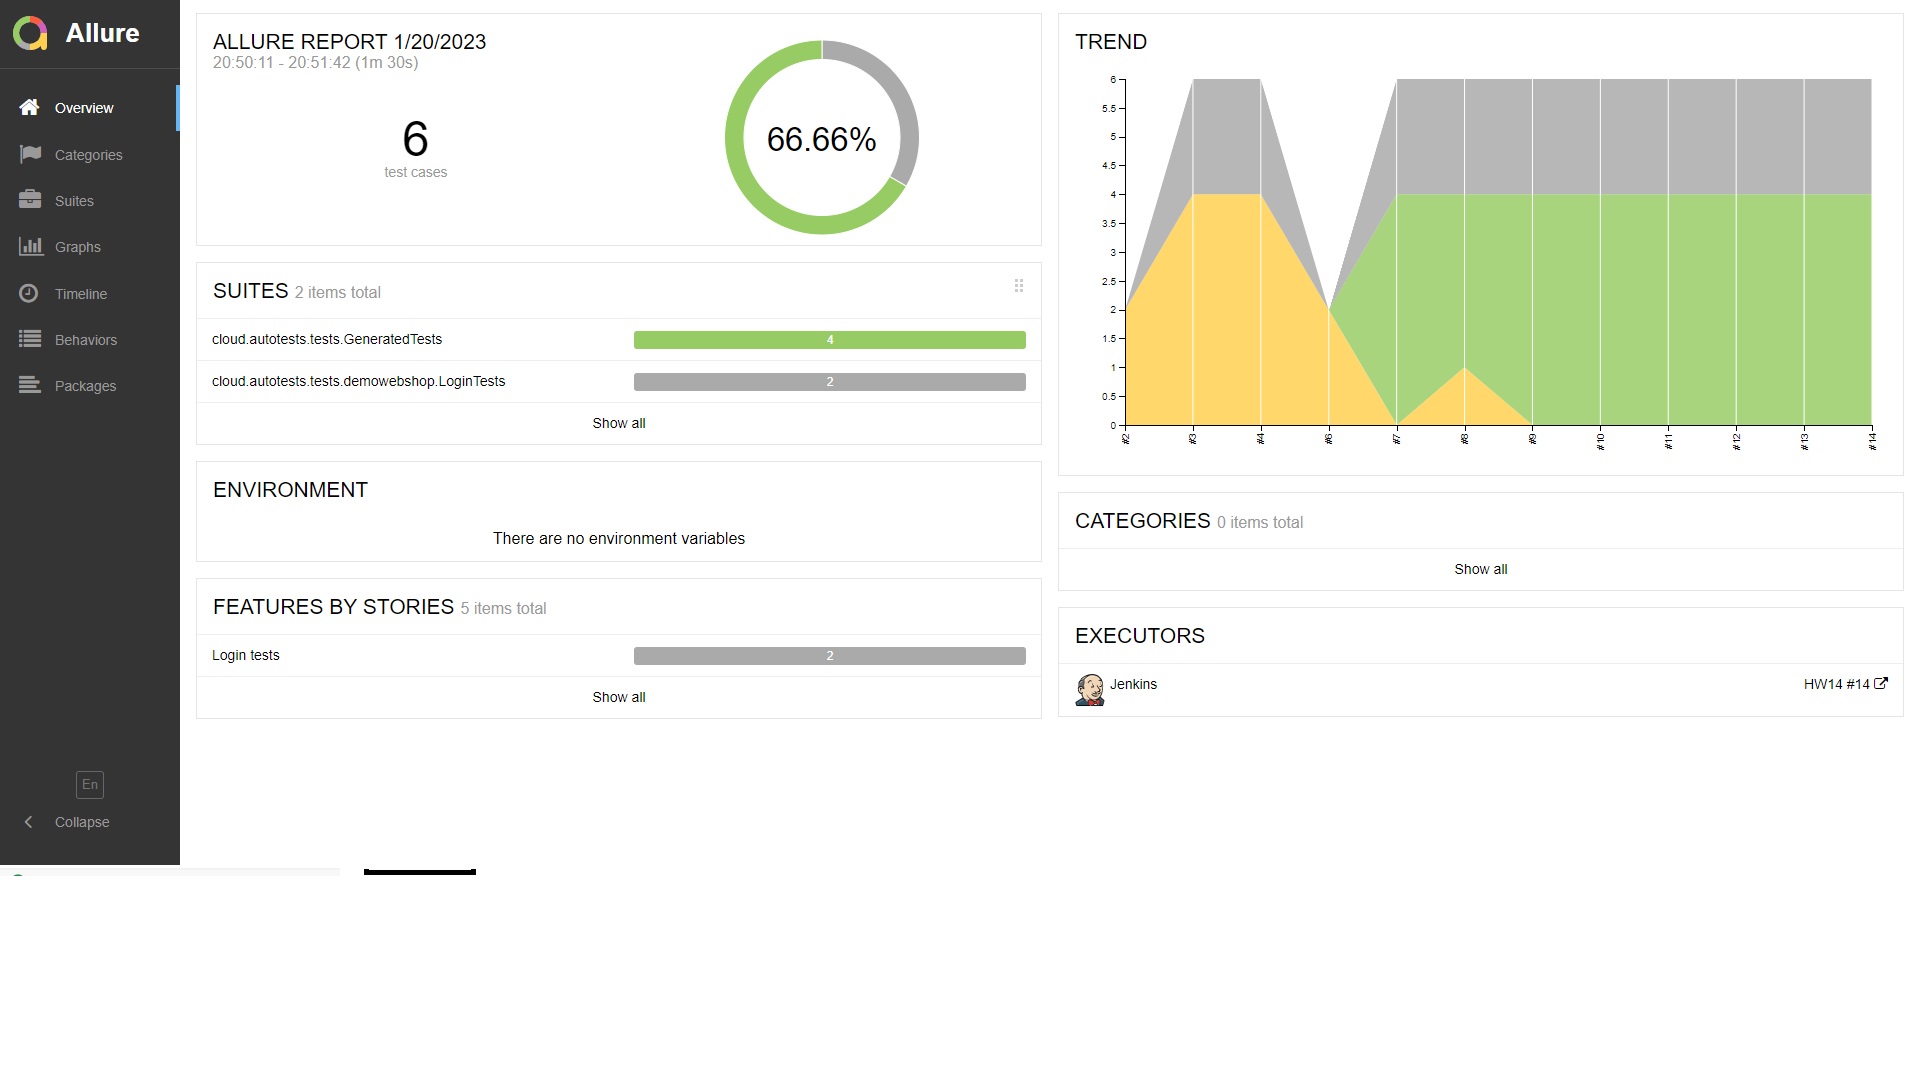 Allure
Overview
Categories
Suites
Graphs
Timeline
Behaviors
Packages
En
Collapse
ALLURE REPORT 1/20/2023
20:50:11 - 20:51:42 (1m 30s)
6
test cases
66.66%
SUITES 2 items total
cloud.autotests.tests.GeneratedTests 4
cloud.autotests.tests.demowebshop.LoginTests 2
Show all
ENVIRONMENT
There are no environment variables
FEATURES BY STORIES 5 items total
Login tests 2
Show all
TREND
6
5.5
5
4.5
4
3.5
3
2.5
2
1.5
1
0.5
0
#2 #3 #4 #6 #7 #8 #9 #10 #11 #12 #13 #14
CATEGORIES 0 items total
Show all
EXECUTORS
Jenkins HW14 #14